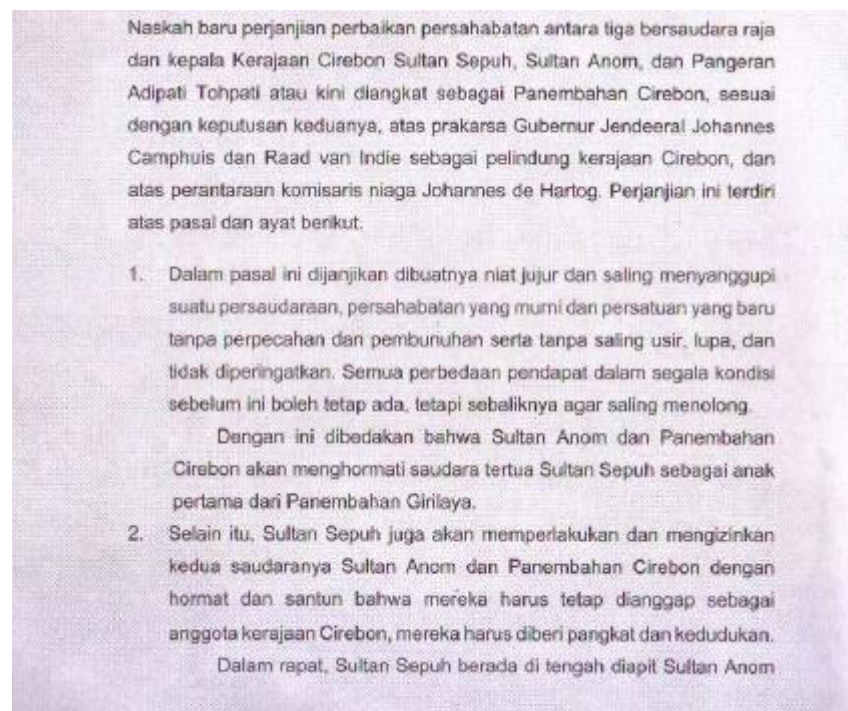 Naskah baru perjanjian perbaikan persahabatan antara tiga bersaudara raja
dan kepala Kerajaan Cirebon Sultan Sepuh, Sultan Anom, dan Pangeran
Adipati Tohpati atau kini diangkat sebagai Panembahan Cirebon, sesuai
dengan keputusan keduanya, atas prakarsa Gubernur Jendeeral Johannes
Camphuis dan Raad van Indie sebagai pelindung kerajaan Cirebon, dan
atas perantaraan komisaris niaga Johannes de Hartog. Perjanjian ini terdiri
atas pasal dan ayat berikut.
1. Dalam pasal ini dijanjikan dibuatnya niat jujur dan saling menyanggupi
suatu persaudaraan, persahabatan yang murni dan persatuan yang baru
tanpa perpecahan dan pembunuhan serta tanpa saling usir, lupa, dan
tidak diperingatkan. Semua perbedaan pendapat dalam segala kondisi
sebelum ini boleh tetap ada, tetapi sebaliknya agar saling menolong.
Dengan ini dibedakan bahwa Sultan Anom dan Panembahan
Cirebon akan menghormati saudara tertua Sultan Sepuh sebagai anak
pertama dari Panembahan Girilaya.
2. Selain itu, Sultan Sepuh juga akan memperlakukan dan mengizinkan
kedua saudaranya Sultan Anom dan Panembahan Cirebon dengan
hormat dan santun bahwa mereka harus tetap dianggap sebagai
anggota kerajaan Cirebon, mereka harus diberi pangkat dan kedudukan.
Dalam rapat, Sultan Sepuh berada di tengah diapit Sultan Anom